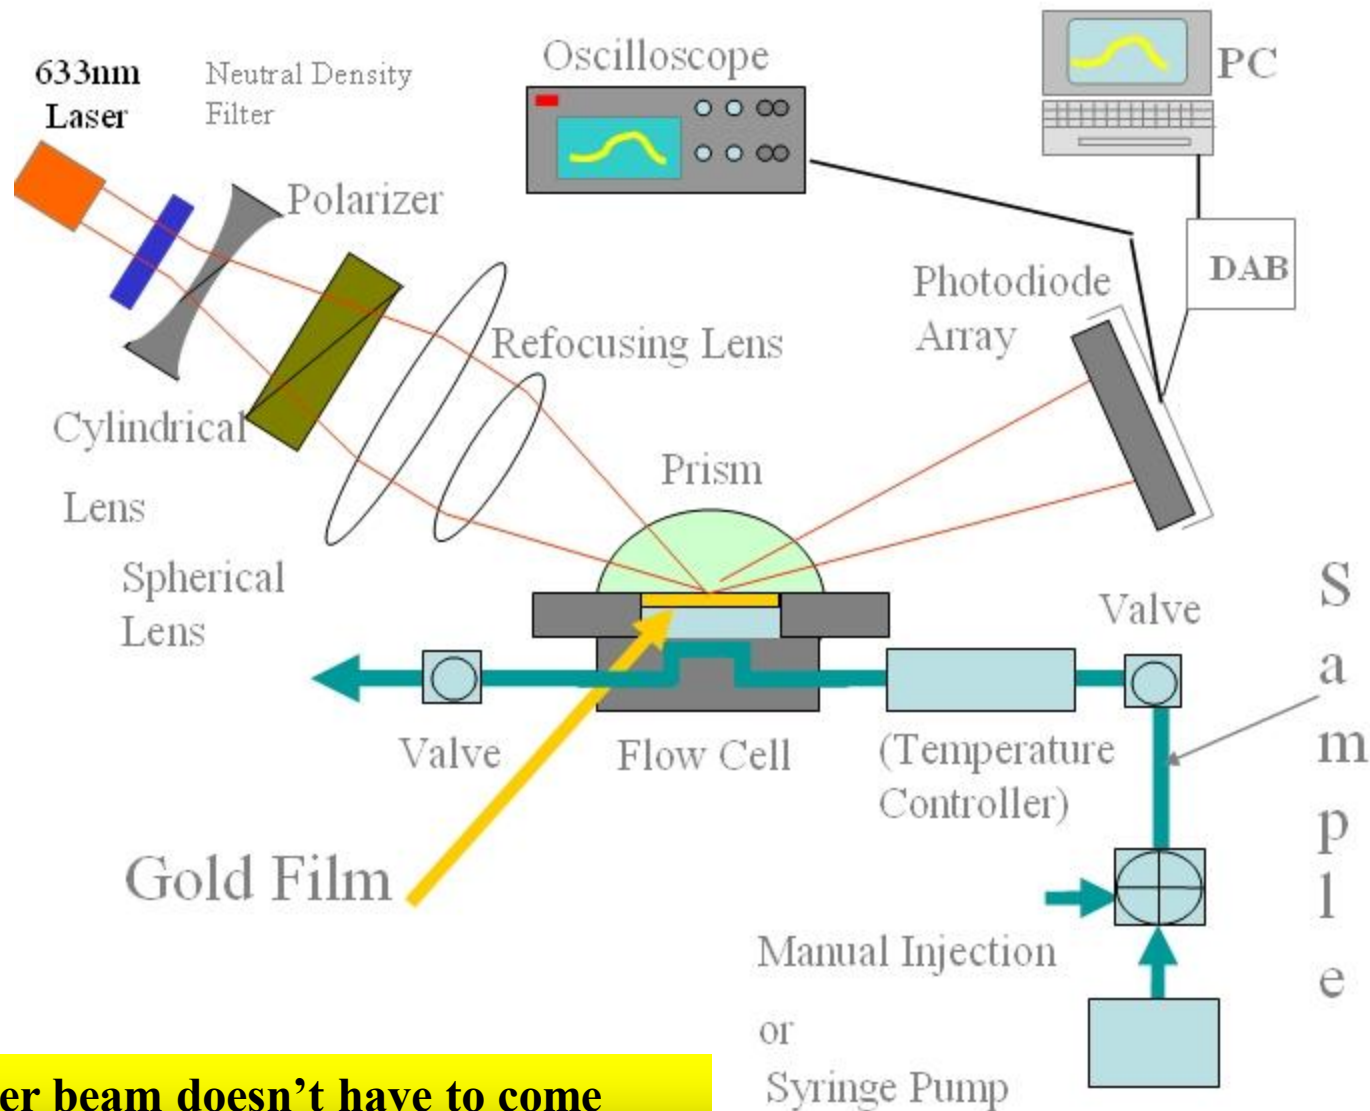 633nm
Laser
Neutral Density
Filter
Oscilloscope
PC
Polarizer
DAB
Photodiode
Array
Refocusing Lens
Cylindrical
Lens
Prism
Spherical
Lens
Valve
Sample
Valve
Flow Cell
(Temperature
Controller)
Gold Film
Manual Injection
or
Syringe Pump
beam doesn’t have to come